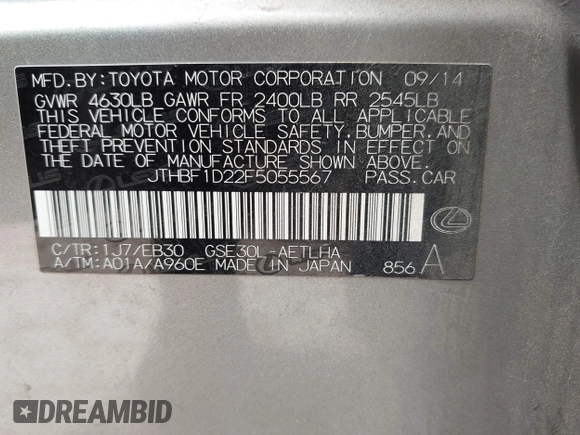 MFD.BY:TOYOTA MOTOR CORPORATION 09/14
GVWR 4630LB GAWR FR 2400LB RR 2545LB
THIS VEHICLE CONFORMS TO ALL APPLICABLE
FEDERAL MOTOR VEHICLE SAFETY,BUMPER,AND
THEFT PREVENTION STANDARDS IN EFFECT ON
THE DATE OF MANUFACTURE SHOWN ABOVE.
JTHBF1D22F5055567 PASS.CAR
C/TR:1J7/EB30 GSE30L-AETLHA
A/TM:A01A/A960E MADE IN JAPAN 856 A
DREAMBID